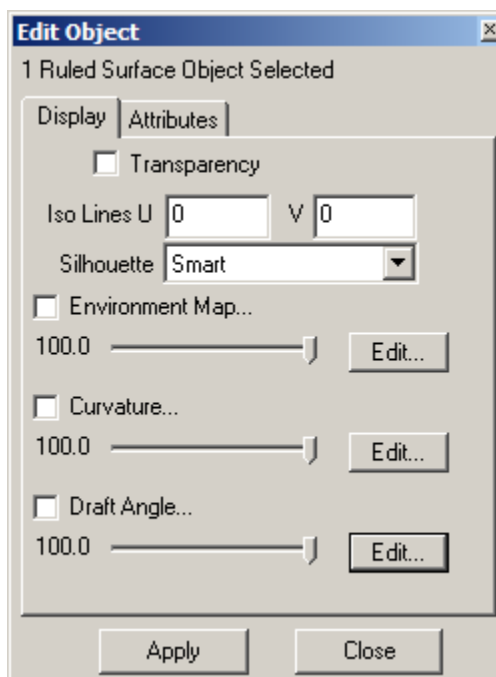 Edit Object
1 Ruled Surface Object Selected
Display Attributes
Transparency
Iso Lines U 0 V 0
Silhouette Smart
Environment Map...
100.0 Edit...
Curvature...
100.0 Edit...
Draft Angle...
100.0 Edit...
Apply Close